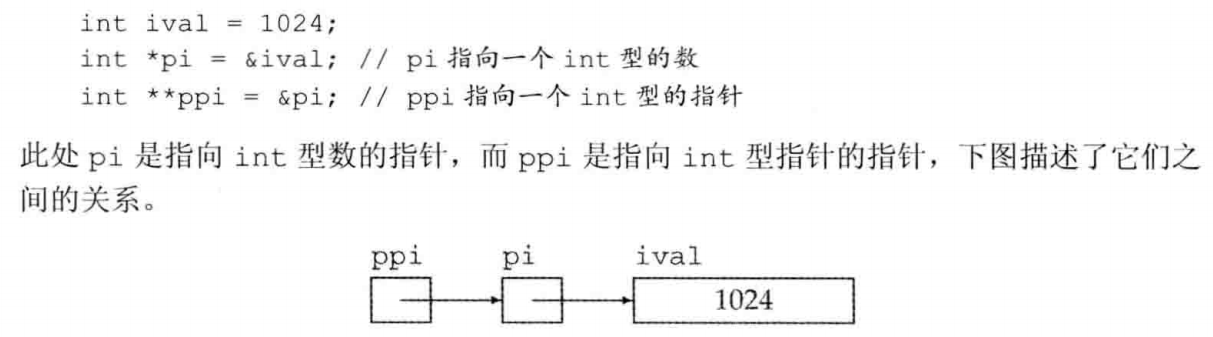 int ival = 1024;
int *pi = &ival; // pi 指向一个 int 型的数
int **ppi = &pi; // ppi 指向一个 int 型的指针
此处 pi 是指向 int 型数的指针，而 ppi 是指向 int 型指针的指针，下图描述了它们之
间的关系。
ppi pi ival
1024